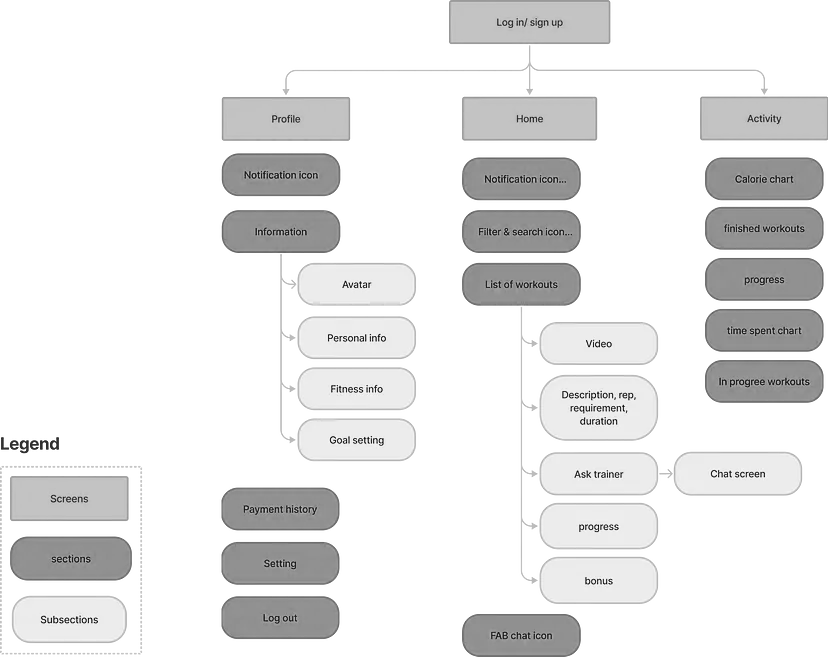 Log in/ sign up
Profile
Home
Activity
Notification icon
Information
Avatar
Personal info
Fitness info
Goal setting
Payment history
Setting
Log out
Notification icon...
Filter & search icon...
List of workouts
Video
Description, rep,
requirement,
duration
Ask trainer
Chat screen
progress
bonus
FAB chat icon
Calorie chart
finished workouts
progress
time spent chart
In progree workouts
Legend
Screens
sections
Subsections